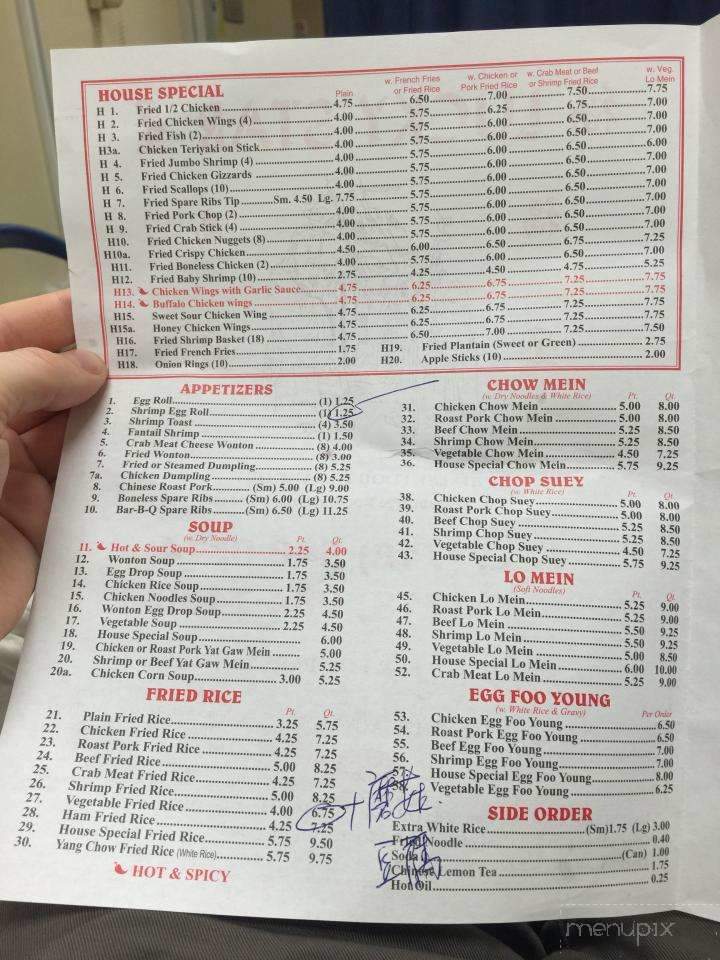 HOUSE SPECIAL
Plain
w. French Fries or Fried Rice
w. Chicken or Pork Fried Rice
w. Crab Meat or Beef or Shrimp Fried Rice
w. Veg. Lo Mein
H 1. Fried 1/2 Chicken 4.75 6.50 7.00 7.50 7.75
H 2. Fried Chicken Wings (4) 4.00 5.75 6.25 6.75 7.00
H 3. Fried Fish (2) 4.00 5.75 6.00 6.50 7.00
H3a. Chicken Teriyaki on Stick 4.00 5.75 6.00 6.50 7.00
H 4. Fried Jumbo Shrimp (4) 4.00 5.75 6.00 6.50 6.00
H 5. Fried Chicken Gizzards 4.00 5.75 6.00 6.50 7.00
H 6. Fried Scallops (10) 4.00 5.75 6.00 6.50 7.00
H 7. Fried Spare Ribs Tip Sm. 4.50 Lg. 7.75 5.75 6.00 6.50 7.00
H 8. Fried Pork Chop (2) 4.00 5.75 6.00 6.50 7.00
H 9. Fried Crab Stick (4) 4.00 5.75 6.00 6.50 7.00
H10. Fried Chicken Nuggets (8) 4.00 5.75 6.00 6.50 7.00
H10a. Fried Crispy Chicken 4.50 6.00 6.50 6.75 7.25
H11. Fried Boneless Chicken (2) 4.00 5.75 6.00 6.50 7.00
H12. Fried Baby Shrimp (10) 2.75 4.25 4.50 4.75 5.25
H13. Chicken Wings with Garlic Sauce 4.75 6.25 6.75 7.25 7.75
H14. Buffalo Chicken wings 4.75 6.25 6.75 7.25 7.75
H15. Sweet Sour Chicken Wing 4.75 6.25 6.75 7.25 7.75
H15a. Honey Chicken Wings 4.75 6.25 6.75 7.25 7.75
H16. Fried Shrimp Basket (18) 4.75 6.50 7.00 7.25 7.50
H17. Fried French Fries 1.75
H18. Onion Rings (10) 2.00
H19. Fried Plantain (Sweet or Green) 2.75
H20. Apple Sticks (10) 2.00
APPETIZERS
1. Egg Roll (1) 1.25
2. Shrimp Egg Roll (1) 1.25
3. Shrimp Toast (4) 3.50
4. Fantail Shrimp (1) 1.50
5. Crab Meat Cheese Wonton (8) 4.00
6. Fried Wonton (8) 3.00
7. Fried or Steamed Dumpling (8) 5.25
7a. Chicken Dumpling (8) 5.25
8. Chinese Roast Pork (Sm) 5.00 (Lg) 9.00
9. Boneless Spare Ribs (Sm) 6.00 (Lg) 10.75
10. Bar-B-Q Spare Ribs (Sm) 6.50 (Lg) 11.25
SOUP
(w. Dry Noodle)
Pt. Qt.
11. Hot & Sour Soup 2.25 4.00
12. Wonton Soup 1.75 3.50
13. Egg Drop Soup 1.75 3.50
14. Chicken Rice Soup 1.75 3.50
15. Chicken Noodles Soup 1.75 3.50
16. Wonton Egg Drop Soup 2.25 4.50
17. Vegetable Soup 2.25 4.50
18. House Special Soup 6.00
19. Chicken or Roast Pork Yat Gaw Mein 5.00
20. Shrimp or Beef Yat Gaw Mein 5.25
20a. Chicken Corn Soup 3.00 5.25
FRIED RICE
Pt. Qt.
21. Plain Fried Rice 3.25 5.75
22. Chicken Fried Rice 4.25 7.25
23. Roast Pork Fried Rice 4.25 7.25
24. Beef Fried Rice 5.00 8.25
25. Crab Meat Fried Rice 4.25 7.25
26. Shrimp Fried Rice 5.00 8.25
27. Vegetable Fried Rice 4.00 6.75
28. Ham Fried Rice 4.25 7.25
29. House Special Fried Rice 5.75 9.50
30. Yang Chow Fried Rice (White Rice) 5.75 9.75
HOT & SPICY
CHOW MEIN
(w. Dry Noodles & White Rice)
Pt. Qt.
31. Chicken Chow Mein 5.00 8.00
32. Roast Pork Chow Mein 5.00 8.00
33. Beef Chow Mein 5.25 8.50
34. Shrimp Chow Mein 5.25 8.50
35. Vegetable Chow Mein 4.50 7.25
36. House Special Chow Mein 5.75 9.25
CHOP SUEY
(w. White Rice)
Pt. Qt.
38. Chicken Chop Suey 5.00 8.00
39. Roast Pork Chop Suey 5.00 8.00
40. Beef Chop Suey 5.25 8.50
41. Shrimp Chop Suey 5.25 8.50
42. Vegetable Chop Suey 4.50 7.25
43. House Special Chop Suey 5.75 9.25
LO MEIN
(Soft Noodles)
Pt. Qt.
45. Chicken Lo Mein 5.25 9.00
46. Roast Pork Lo Mein 5.25 9.00
47. Beef Lo Mein 5.50 9.25
48. Shrimp Lo Mein 5.50 9.25
49. Vegetable Lo Mein 5.00 8.50
50. House Special Lo Mein 6.00 10.00
52. Crab Meat Lo Mein 5.25 9.00
EGG FOO YOUNG
(w. White Rice & Gravy)
Per Order
53. Chicken Egg Foo Young 6.50
54. Roast Pork Egg Foo Young 6.50
55. Beef Egg Foo Young 7.00
56. Shrimp Egg Foo Young 7.00
57. House Special Egg Foo Young 8.00
58. Vegetable Egg Foo Young 6.25
SIDE ORDER
Extra White Rice (Sm)1.75 (Lg) 3.00
Fried Noodle 0.40
Soda (Can) 1.00
Chinese Lemon Tea 1.75
Hot Oil 0.25
menupix